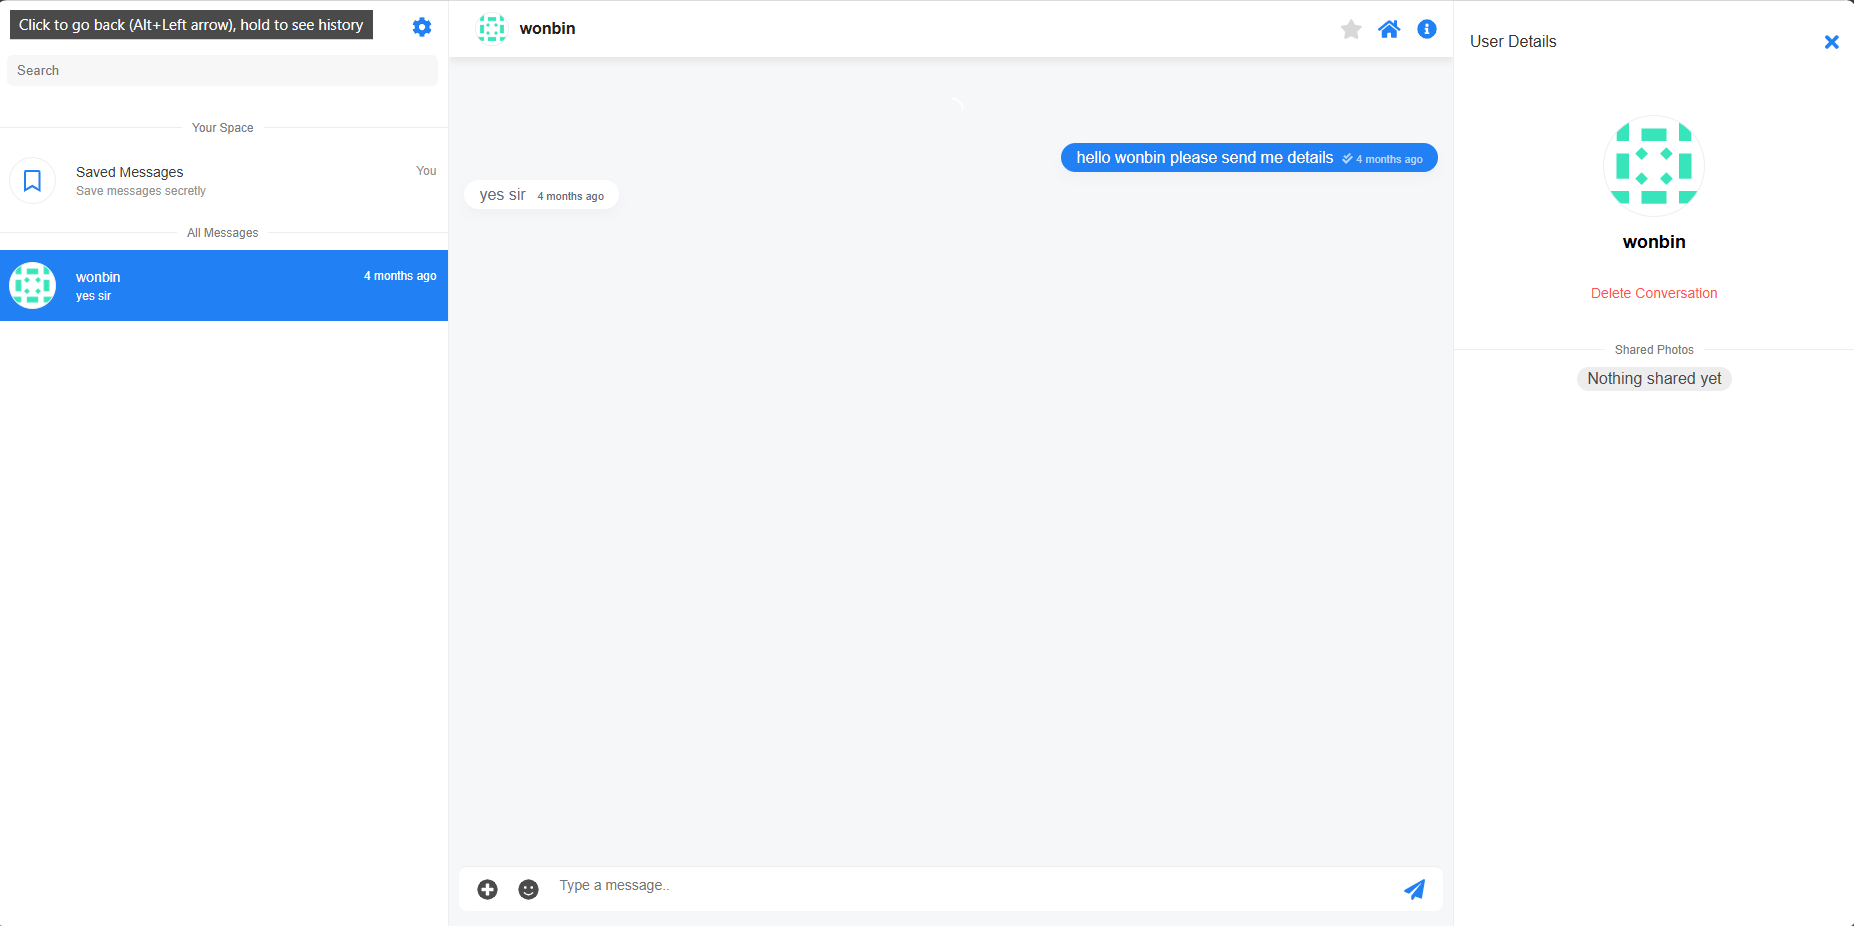 Click to go back (Alt+Left arrow), hold to see history
Search
Your Space
Saved Messages
You
Save messages secretly
All Messages
wonbin
4 months ago
yes sir
wonbin
hello wonbin please send me details 4 months ago
yes sir 4 months ago
Type a message..
User Details
wonbin
Delete Conversation
Shared Photos
Nothing shared yet